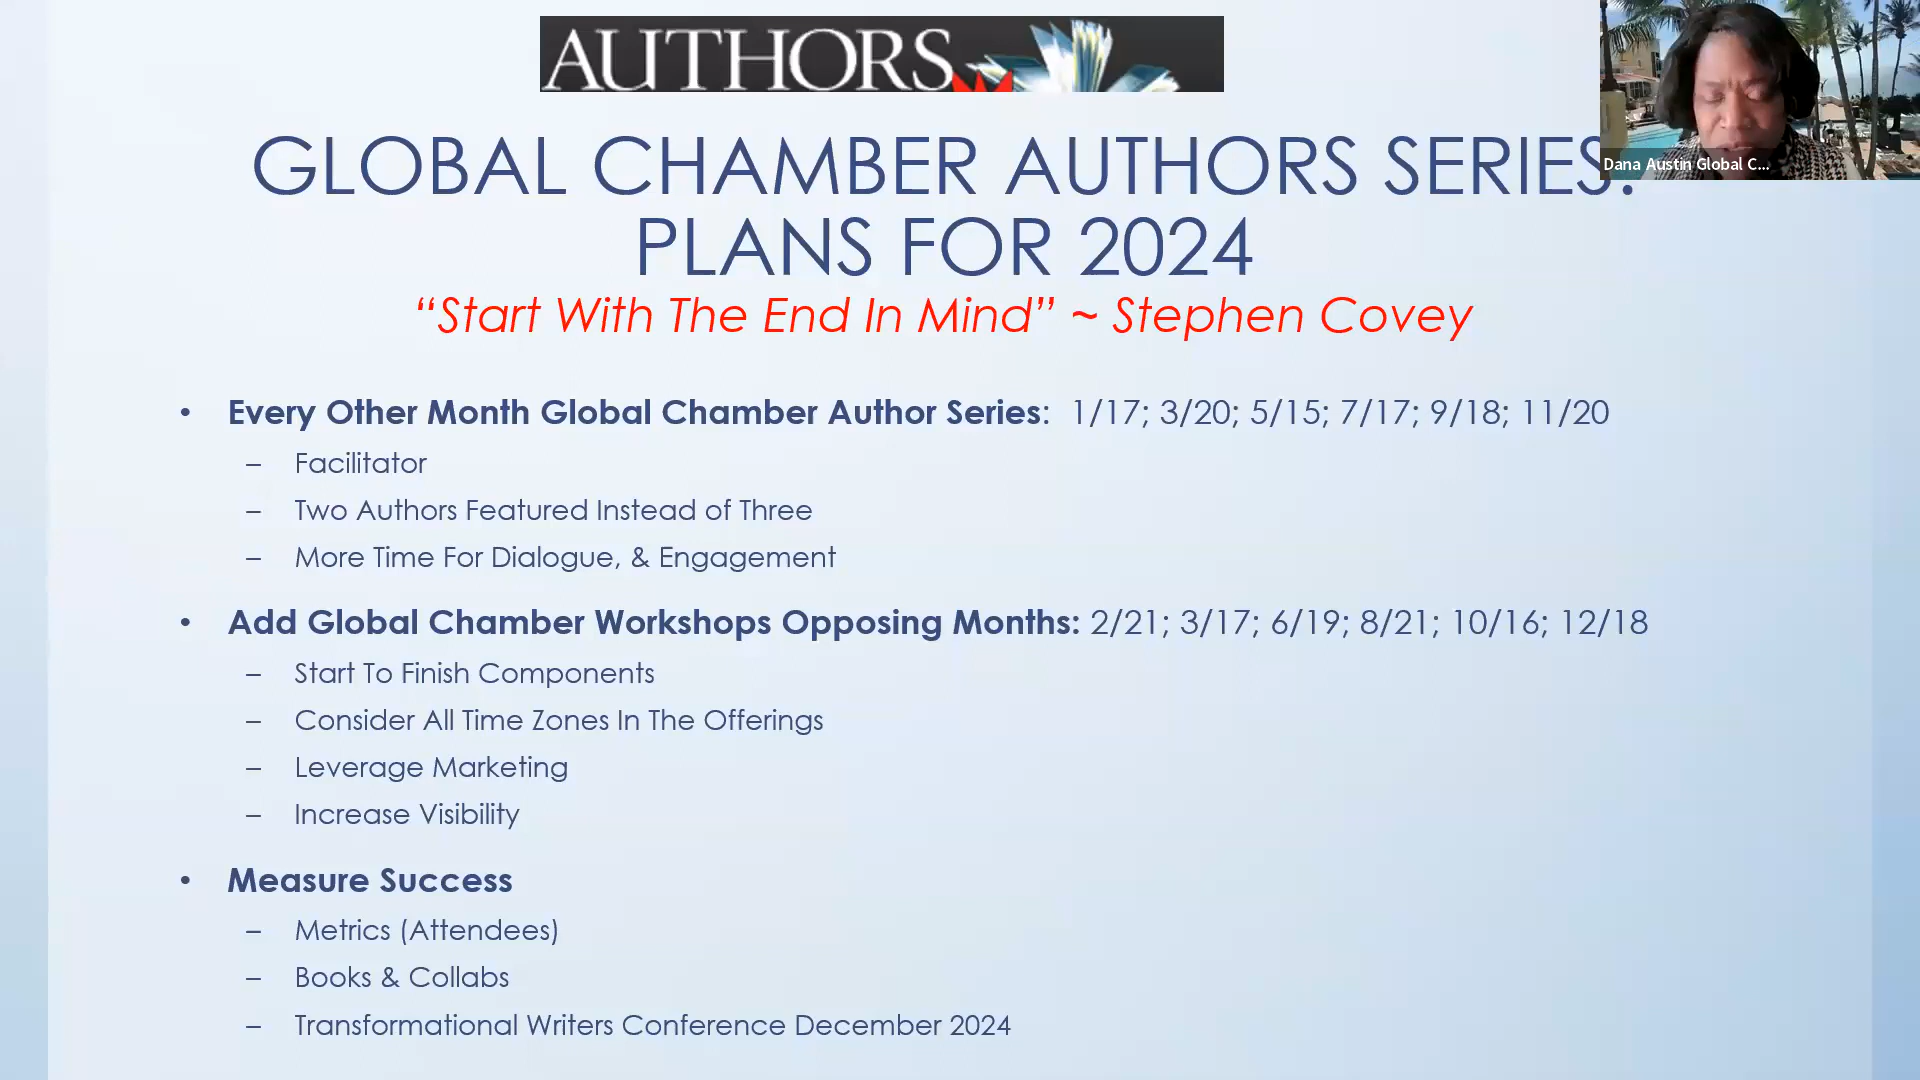 AUTHORS
GLOBAL CHAMBER AUTHORS SERIES:
PLANS FOR 2024
“Start With The End In Mind” ~ Stephen Covey
• Every Other Month Global Chamber Author Series: 1/17; 3/20; 5/15; 7/17; 9/18; 11/20
– Facilitator
– Two Authors Featured Instead of Three
– More Time For Dialogue, & Engagement
• Add Global Chamber Workshops Opposing Months: 2/21; 3/17; 6/19; 8/21; 10/16; 12/18
– Start To Finish Components
– Consider All Time Zones In The Offerings
– Leverage Marketing
– Increase Visibility
• Measure Success
– Metrics (Attendees)
– Books & Collabs
– Transformational Writers Conference December 2024
Dana Austin Global C...